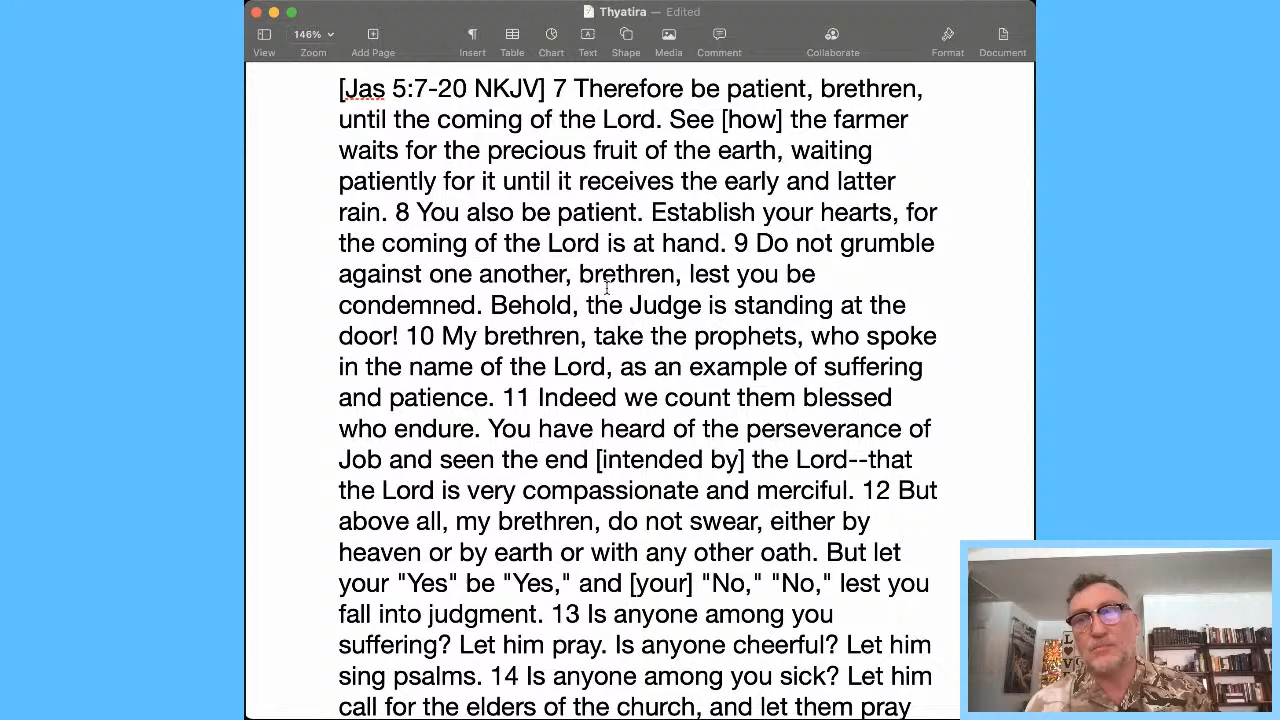 Thyatira — Edited
View
146%
Zoom
Add Page
Insert
Table
Chart
Text
Shape
Media
Comment
Collaborate
Format
Document
[Jas 5:7-20 NKJV] 7 Therefore be patient, brethren,
until the coming of the Lord. See [how] the farmer
waits for the precious fruit of the earth, waiting
patiently for it until it receives the early and latter
rain. 8 You also be patient. Establish your hearts, for
the coming of the Lord is at hand. 9 Do not grumble
against one another, brethren, lest you be
condemned. Behold, the Judge is standing at the
door! 10 My brethren, take the prophets, who spoke
in the name of the Lord, as an example of suffering
and patience. 11 Indeed we count them blessed
who endure. You have heard of the perseverance of
Job and seen the end [intended by] the Lord--that
the Lord is very compassionate and merciful. 12 But
above all, my brethren, do not swear, either by
heaven or by earth or with any other oath. But let
your "Yes" be "Yes," and [your] "No," "No," lest you
fall into judgment. 13 Is anyone among you
suffering? Let him pray. Is anyone cheerful? Let him
sing psalms. 14 Is anyone among you sick? Let him
call for the elders of the church, and let them pray